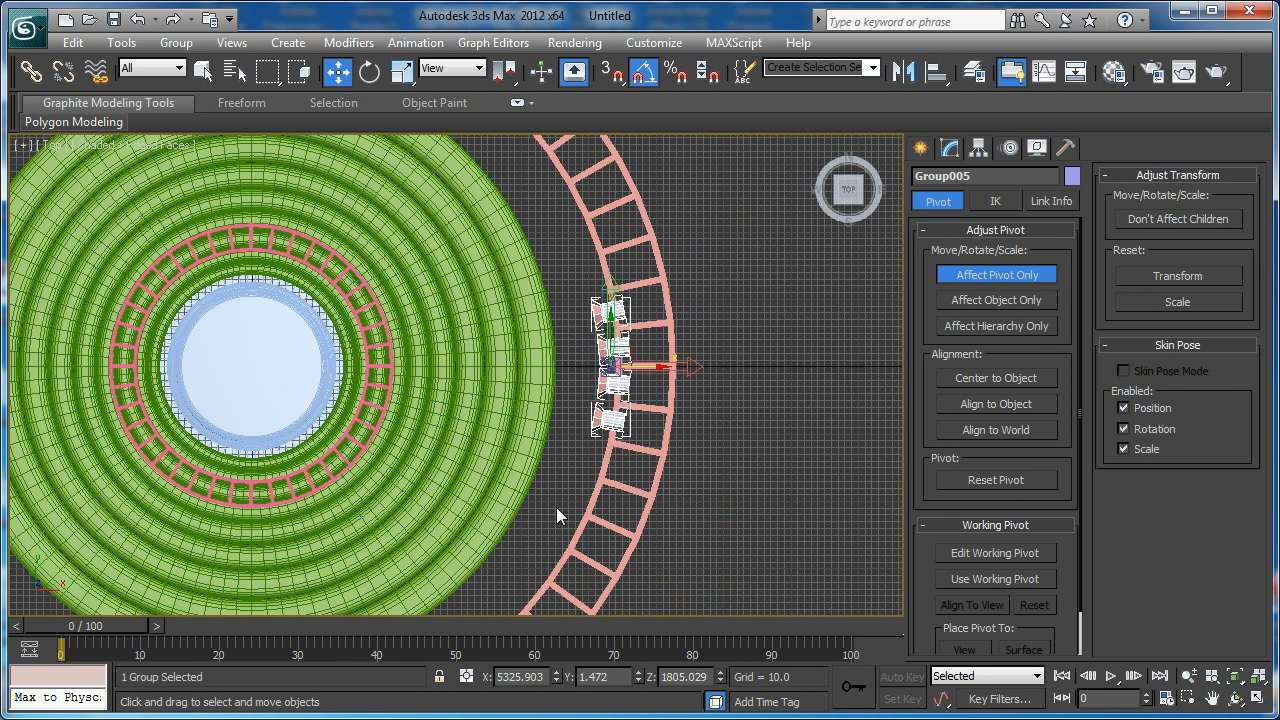 Autodesk 3ds Max 2012 x64 Untitled
Type a keyword or phrase
Edit Tools Group Views Create Modifiers Animation Graph Editors Rendering Customize MAXScript Help
All View Create Selection Se
Graphite Modeling Tools Freeform Selection Object Paint
Polygon Modeling
N
TOP
S
Group005
Pivot IK Link Info
- Adjust Pivot
Move/Rotate/Scale:
Affect Pivot Only
Affect Object Only
Affect Hierarchy Only
Alignment:
Center to Object
Align to Object
Align to World
Pivot:
Reset Pivot
- Working Pivot
Edit Working Pivot
Use Working Pivot
Align To View Reset
Place Pivot To:
View Surface
- Adjust Transform
Move/Rotate/Scale:
Don't Affect Children
Reset:
Transform
Scale
- Skin Pose
Skin Pose Mode
Enabled:
Position
Rotation
Scale
y
z x
< 0 / 100 >
0 10 20 30 40 50 60 70 80 90 100
1 Group Selected X: 5325.903 Y: 1.472 Z: 1805.029 Grid = 10.0 Auto Key Selected
Max to Physc Click and drag to select and move objects Add Time Tag Set Key Key Filters... 0